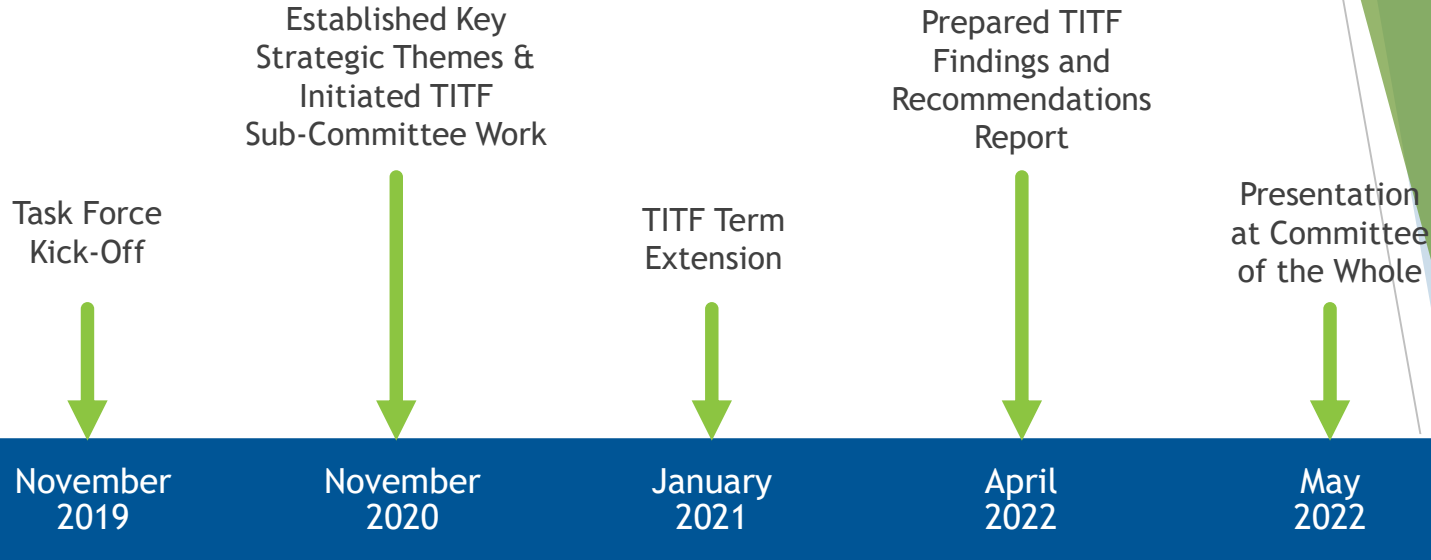 Task Force
Kick-Off
Established Key
Strategic Themes &
Initiated TITF
Sub-Committee Work
TITF Term
Extension
Prepared TITF
Findings and
Recommendations
Report
Presentation
at Committee
of the Whole
November
2019
November
2020
January
2021
April
2022
May
2022